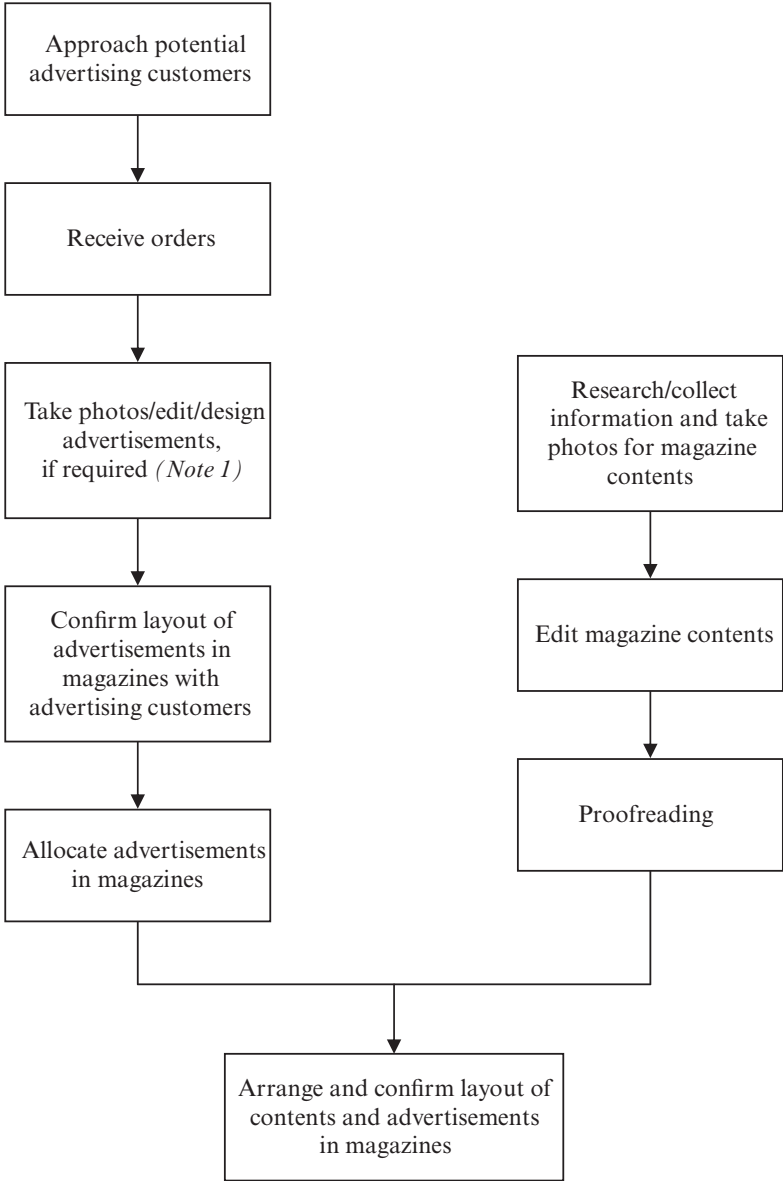 Approach potential
advertising customers
Receive orders
Take photos/edit/design
advertisements,
if required (Note 1)
Confirm layout of
advertisements in
magazines with
advertising customers
Allocate advertisements
in magazines
Research/collect
information and take
photos for magazine
contents
Edit magazine contents
Proofreading
Arrange and confirm layout of
contents and advertisements
in magazines